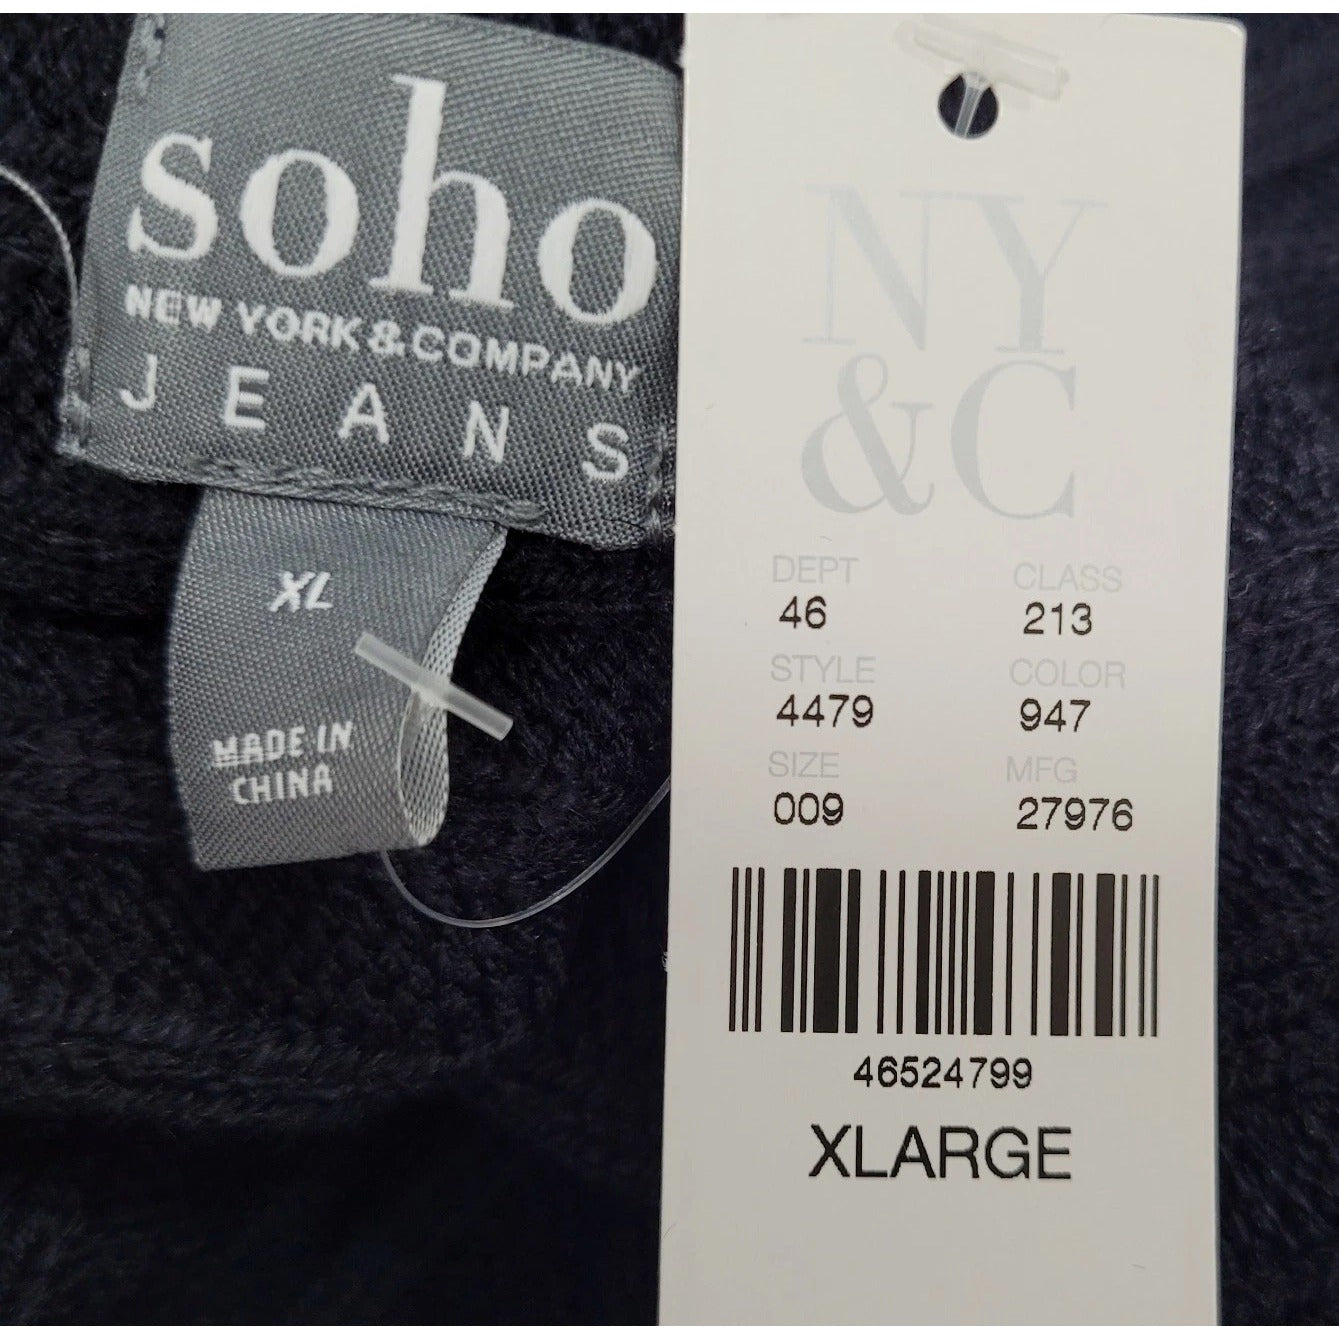 soho
NEW YORK & COMPANY
JEANS
XL
MADE IN
CHINA
NY
&C
DEPT CLASS
46 213
STYLE COLOR
4479 947
SIZE MFG
009 27976
46524799
XLARGE